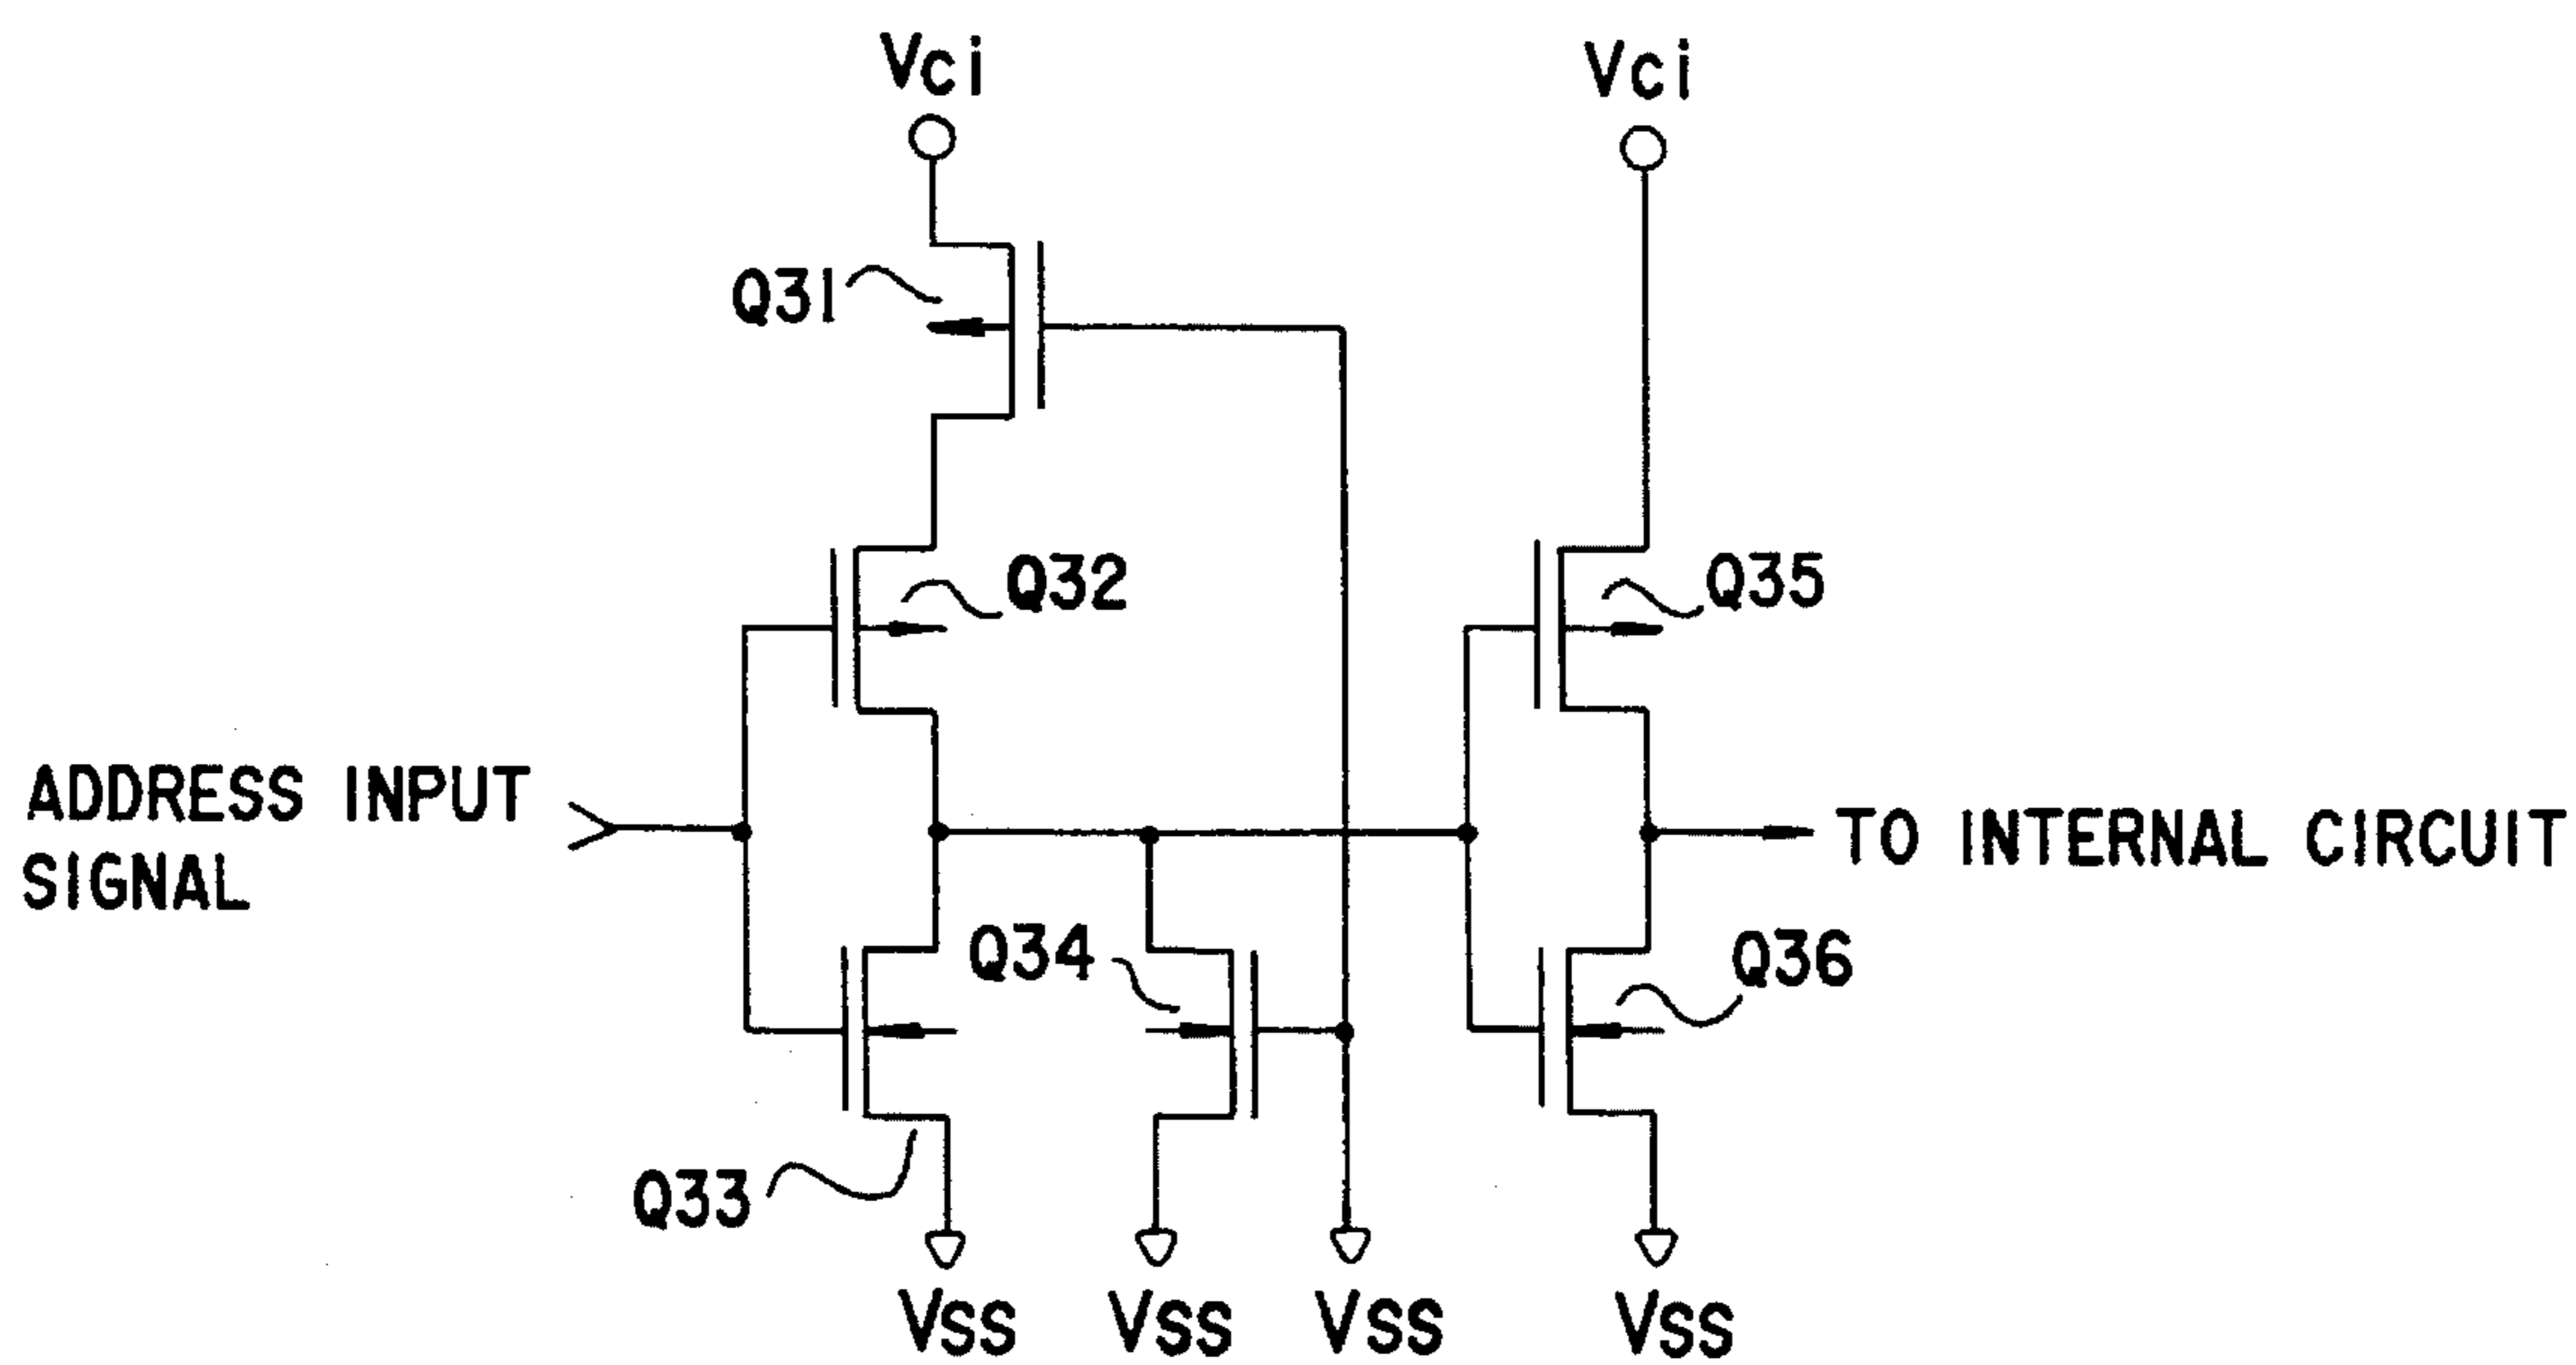 Vci
Vci
Q31
Q32
Q35
ADDRESS INPUT
SIGNAL
TO INTERNAL CIRCUIT
Q34
Q36
Q33
VSS
VSS
VSS
VSS